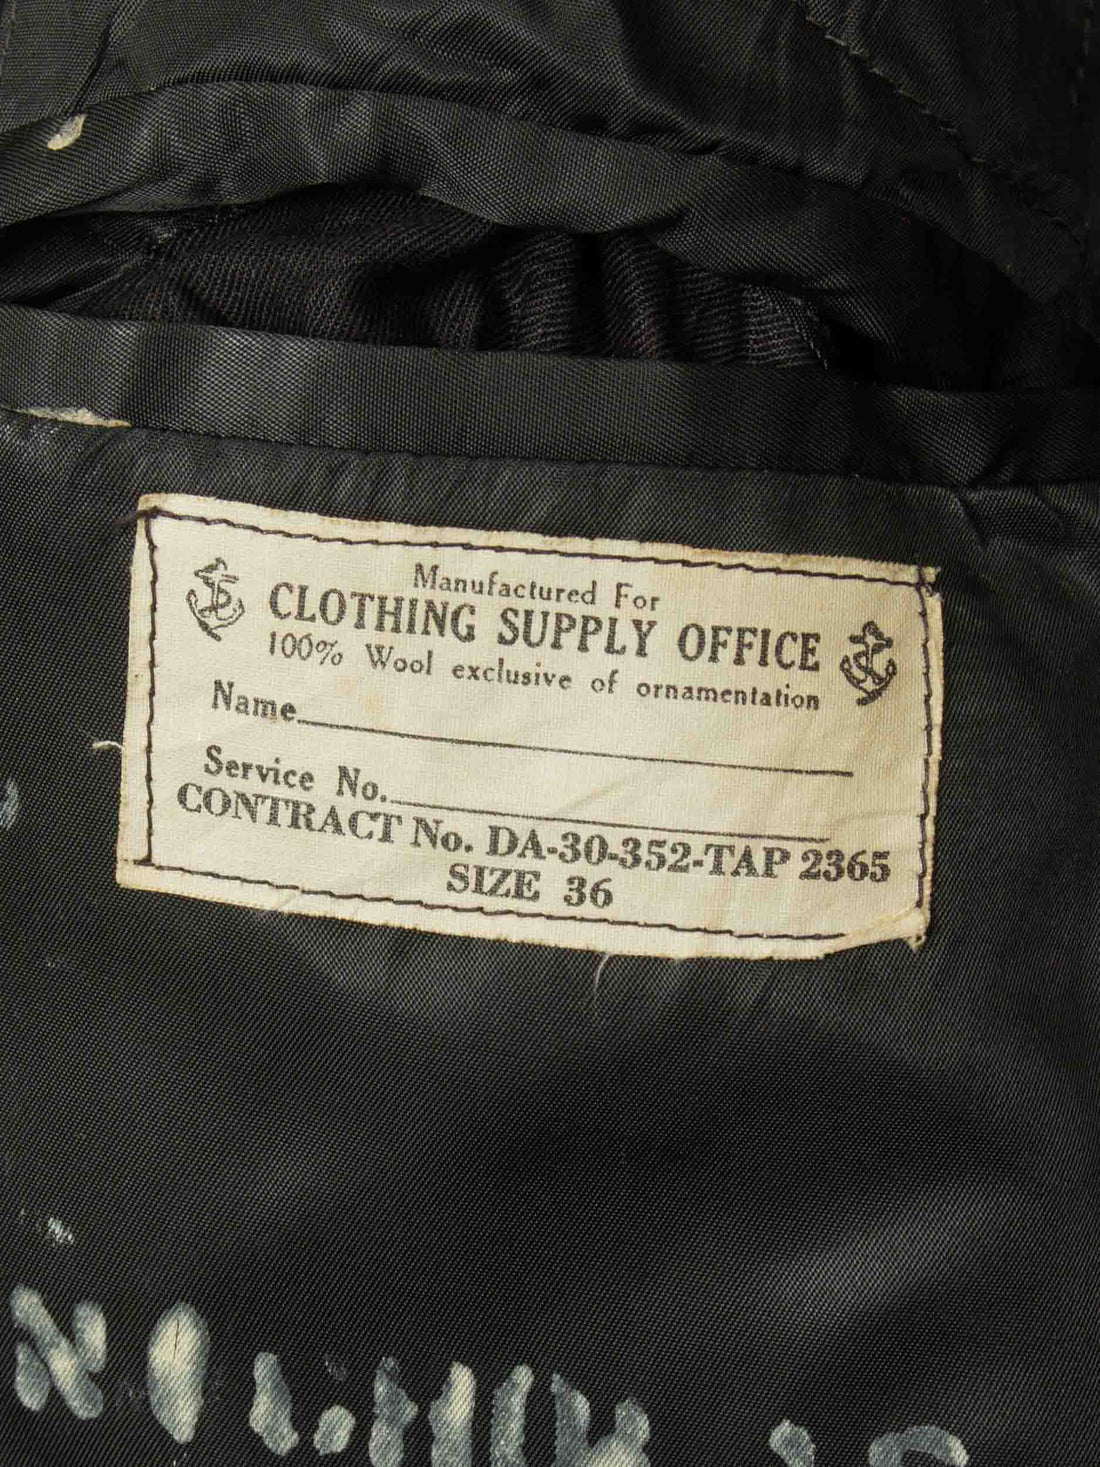 Manufactured For
CLOTHING SUPPLY OFFICE
100% Wool exclusive of ornamentation
Name
Service No.
CONTRACT No. DA-30-352-TAP 2365
SIZE 36